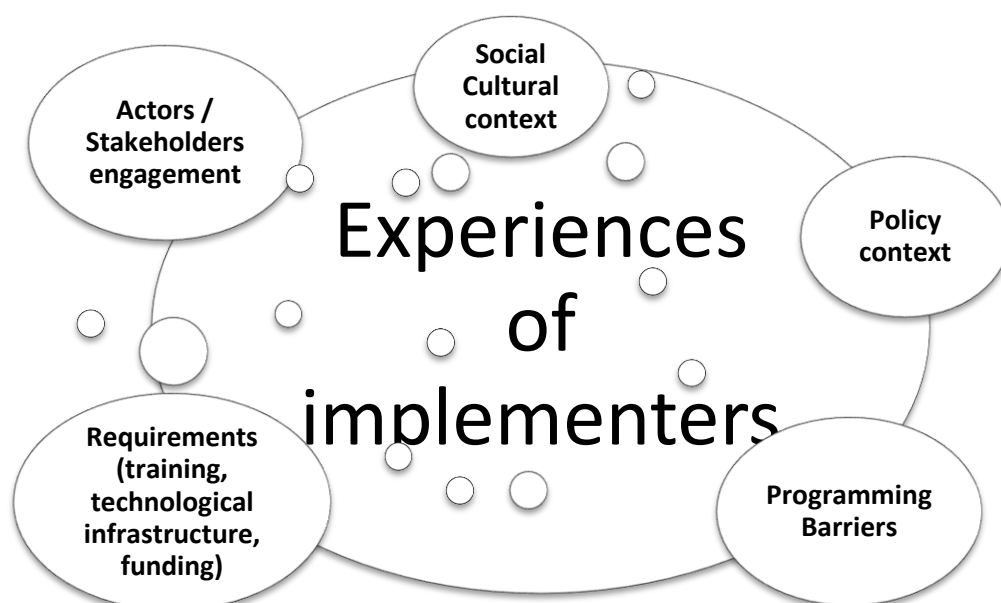 Social
Cultural
context
Actors /
Stakeholders
engagement
Policy
context
Experiences
of
implementers
Requirements
(training,
technological
infrastructure,
funding)
Programming
Barriers